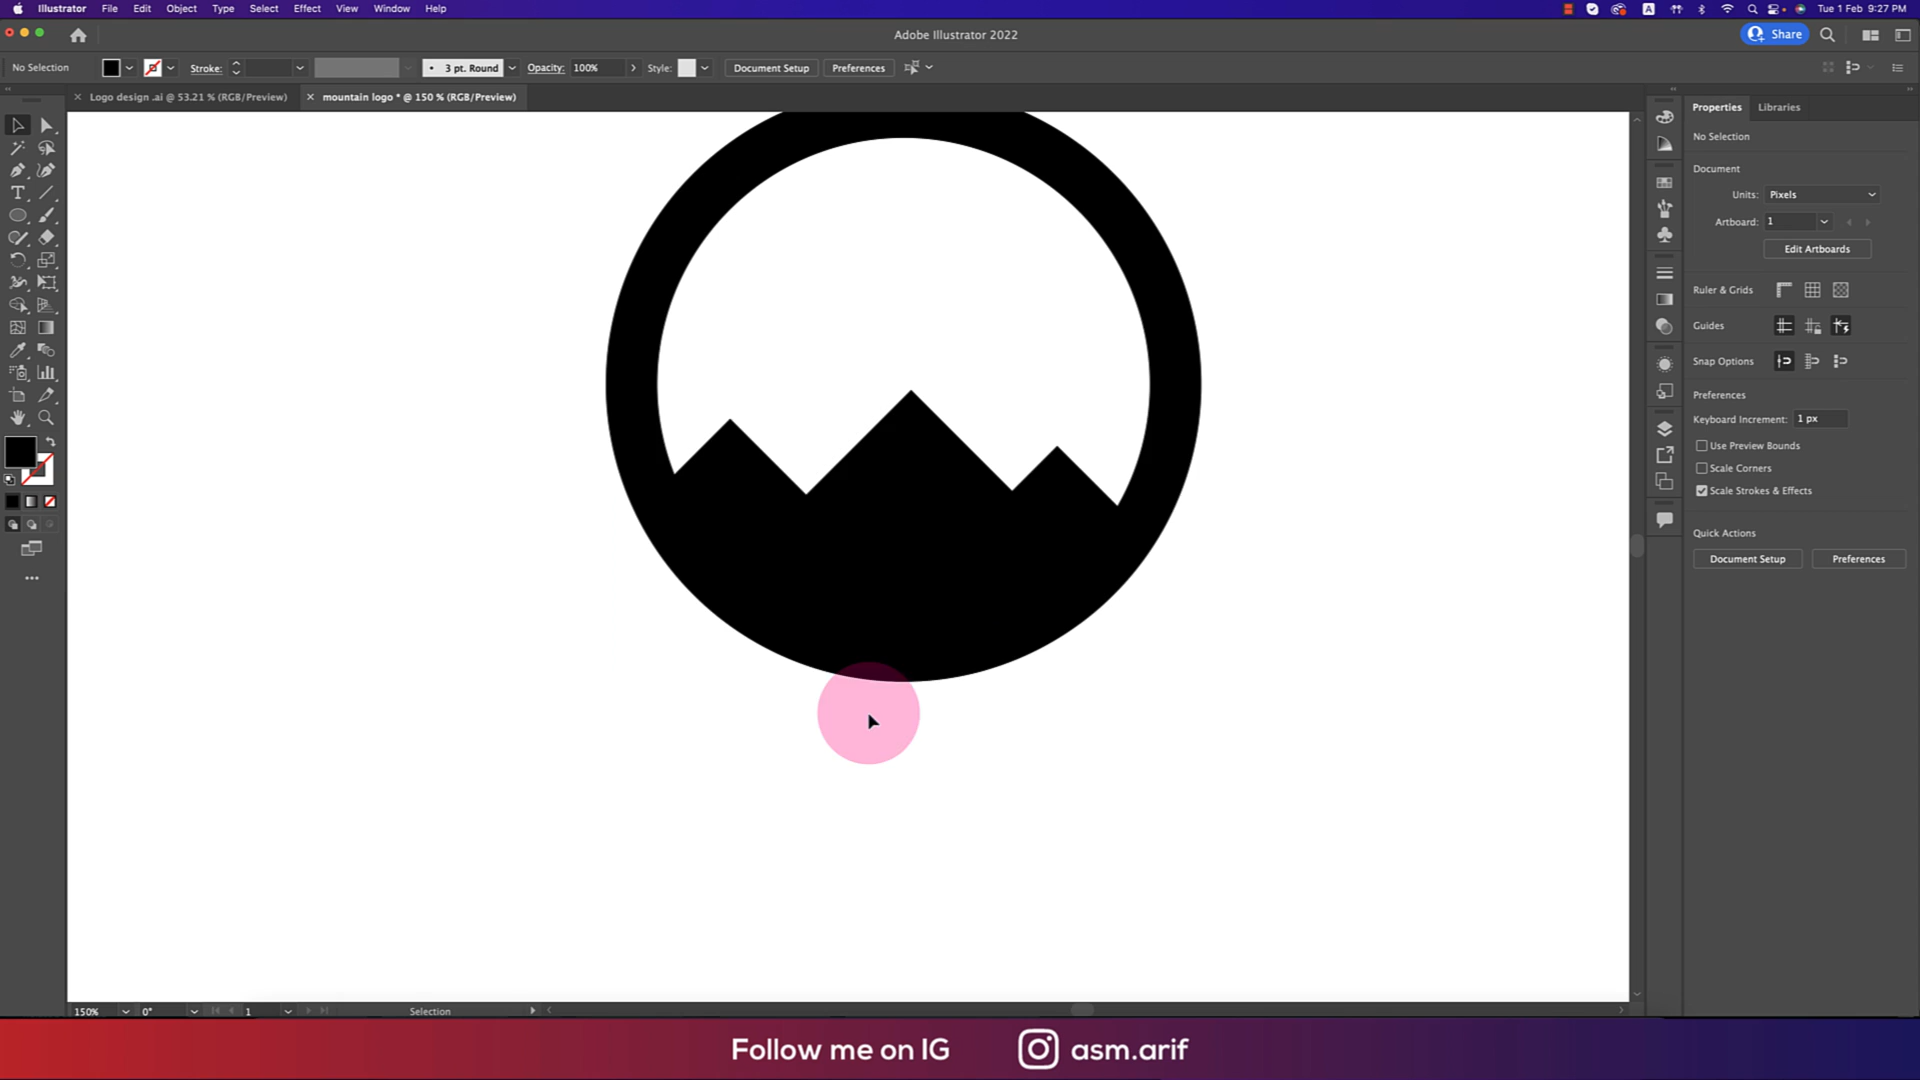 Illustrator File Edit Object Type Select Effect View Window Help
A
Tue 1 Feb 9:27 PM
Adobe Illustrator 2022
Share
No Selection
Stroke:
3 pt. Round
Opacity: 100%
Style:
Document Setup
Preferences
Logo design .ai @ 53.21 % (RGB/Preview)
mountain logo * @ 150 % (RGB/Preview)
Properties
Libraries
No Selection
Document
Units: Pixels
Artboard: 1
Edit Artboards
Ruler & Grids
Guides
Snap Options
Preferences
Keyboard Increment: 1 px
Use Preview Bounds
Scale Corners
Scale Strokes & Effects
Quick Actions
Document Setup
Preferences
150%
0°
1
Selection
Follow me on IG
asm.arif